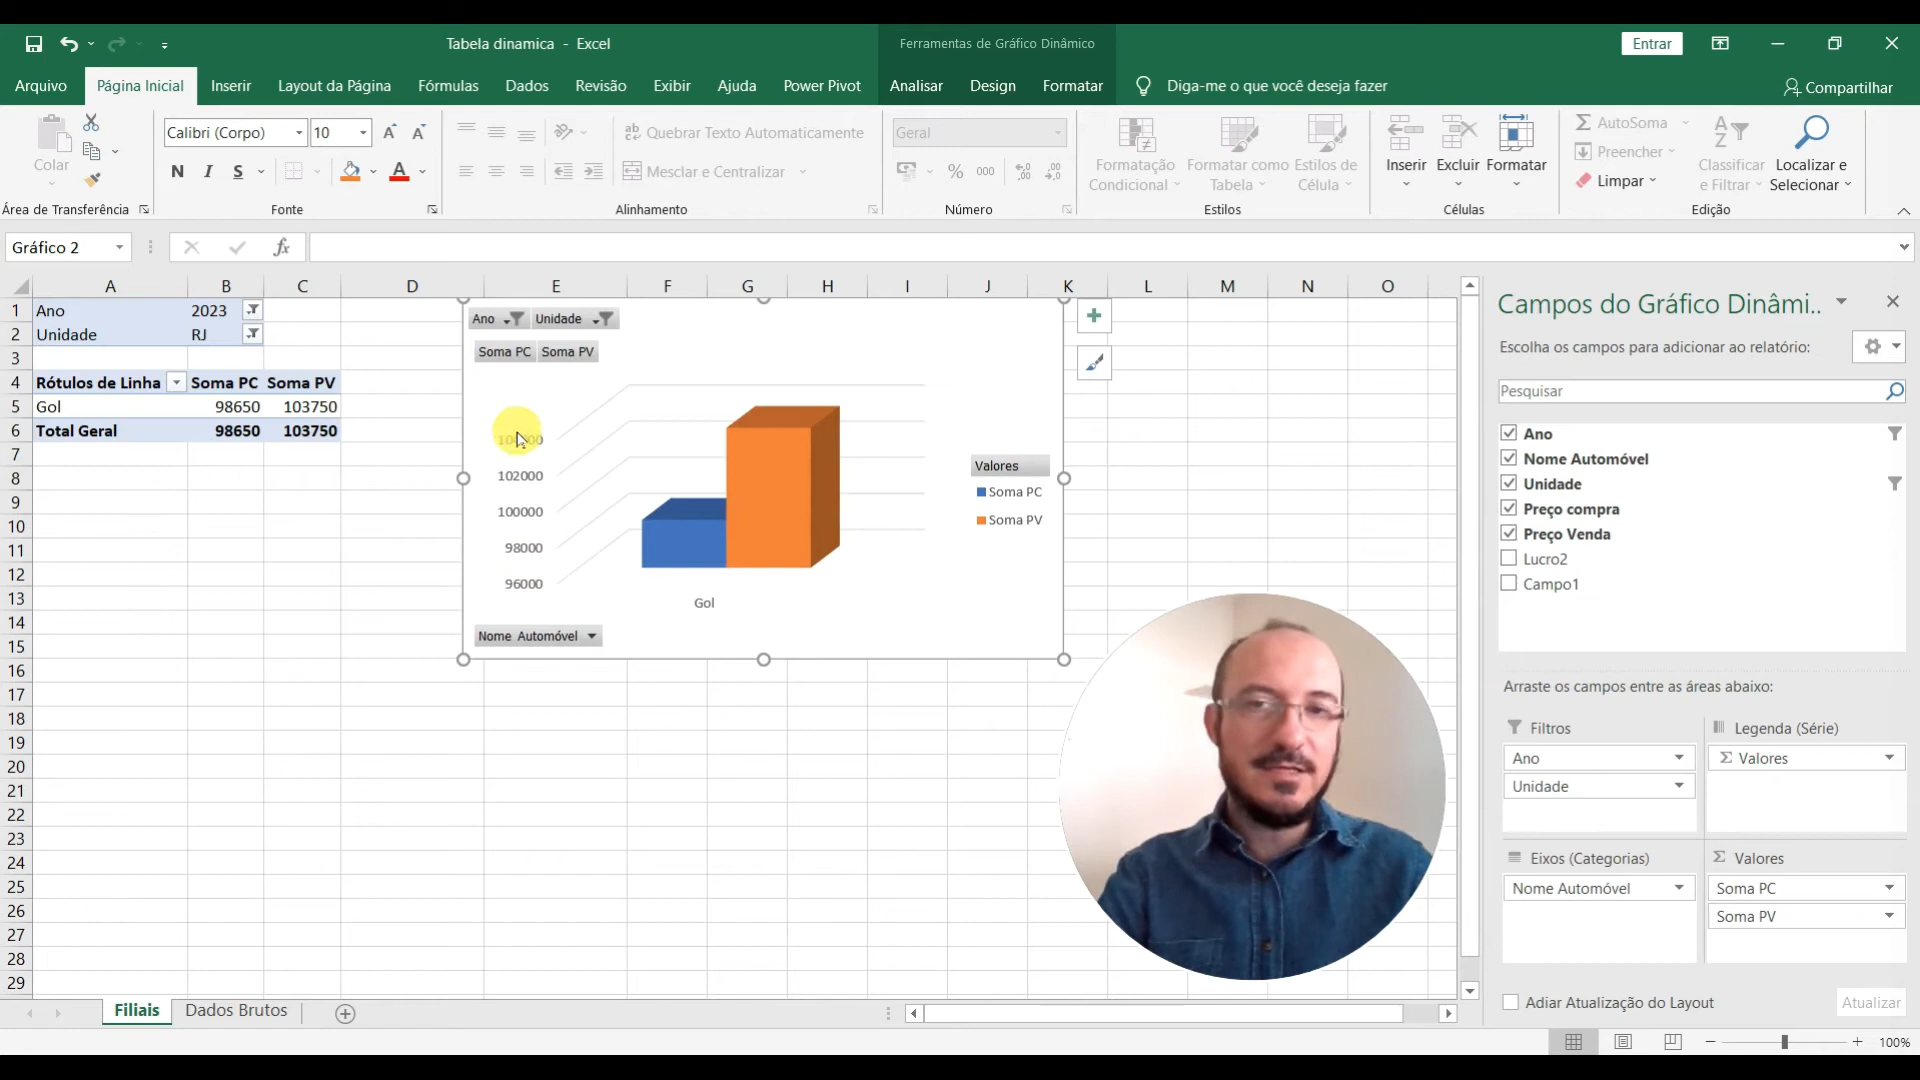 Tabela dinamica - Excel
Ferramentas de Gráfico Dinâmico
Entrar
Arquivo
Página Inicial
Inserir
Layout da Página
Fórmulas
Dados
Revisão
Exibir
Ajuda
Power Pivot
Analisar
Design
Formatar
Diga-me o que você deseja fazer
Compartilhar
Colar
Calibri (Corpo)
10
N I S
Área de Transferência
Fonte
Quebrar Texto Automaticamente
Mesclar e Centralizar
Alinhamento
Geral
% 000
Número
Formatação
Condicional
Formatar como
Tabela
Estilos de
Célula
Estilos
Inserir
Excluir
Formatar
Células
AutoSoma
Preencher
Limpar
Classificar
e Filtrar
Localizar e
Selecionar
Edição
Gráfico 2
fx
A B C D E F G H I J K L M N O
1 Ano 2023
2 Unidade RJ
3
4 Rótulos de Linha Soma PC Soma PV
5 Gol 98650 103750
6 Total Geral 98650 103750
7
8
9
10
11
12
13
14
15
16
17
18
19
20
21
22
23
24
25
26
27
28
29
Ano
Unidade
Soma PC
Soma PV
102000
100000
98000
96000
Gol
Valores
Soma PC
Soma PV
Nome Automóvel
Campos do Gráfico Dinâmi..
Escolha os campos para adicionar ao relatório:
Pesquisar
Ano
Nome Automóvel
Unidade
Preço compra
Preço Venda
Lucro2
Campo1
Arraste os campos entre as áreas abaixo:
Filtros
Ano
Unidade
Legenda (Série)
Valores
Eixos (Categorias)
Nome Automóvel
Valores
Soma PC
Soma PV
Adiar Atualização do Layout
Atualizar
Filiais
Dados Brutos
100%